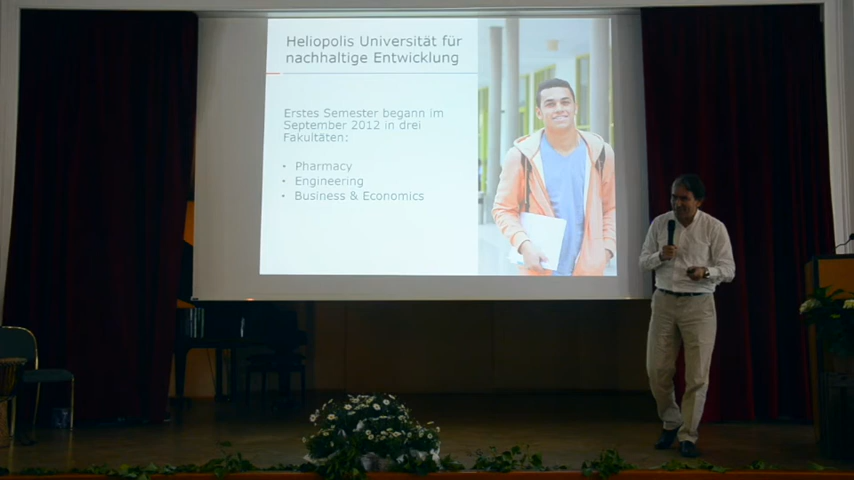 Heliopolis Universität für
nachhaltige Entwicklung
Erstes Semester begann im
September 2012 in drei
Fakultäten:
• Pharmacy
• Engineering
• Business & Economics